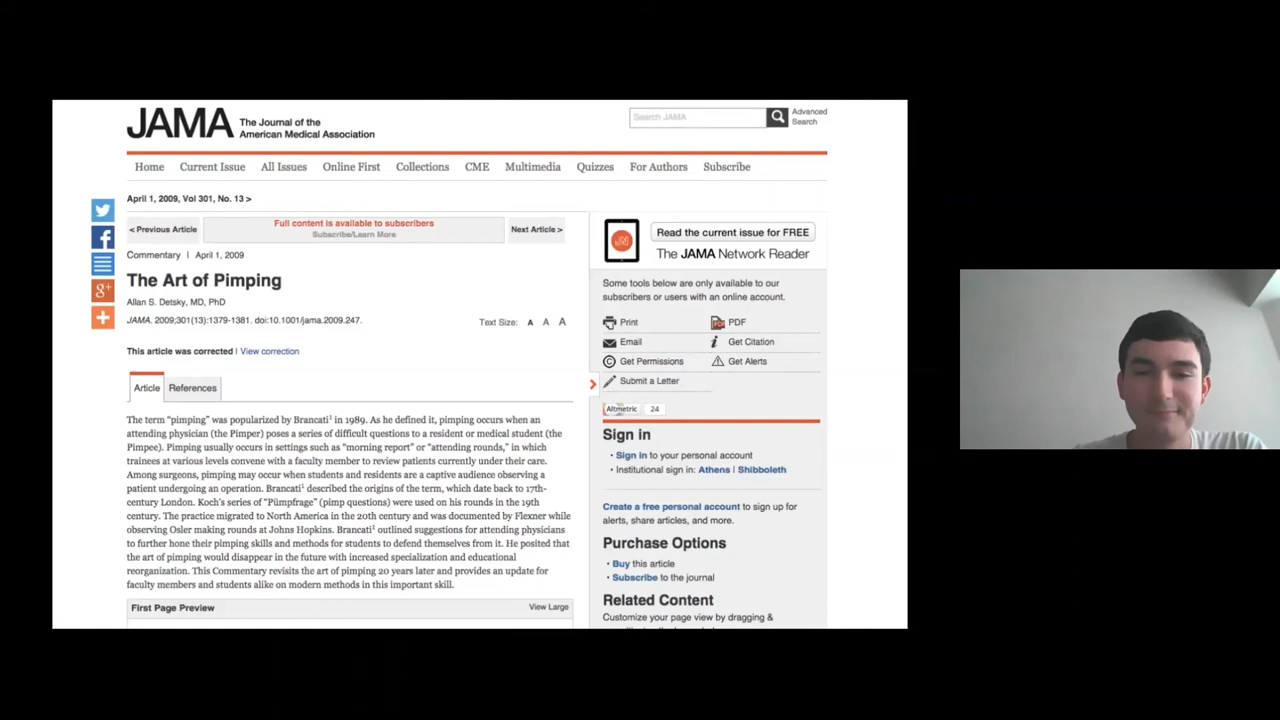 JAMA
The Journal of the
American Medical Association
Search JAMA
Advanced
Search
Home Current Issue All Issues Online First Collections CME Multimedia Quizzes For Authors Subscribe
April 1, 2009, Vol 301, No. 13 >
< Previous Article
Full content is available to subscribers
Subscribe/Learn More
Next Article >
Commentary | April 1, 2009
The Art of Pimping
Allan S. Detsky, MD, PhD
JAMA. 2009;301(13):1379-1381. doi:10.1001/jama.2009.247.
Text Size: A A A
This article was corrected | View correction
Article References
The term “pimping” was popularized by Brancati1 in 1989. As he defined it, pimping occurs when an
attending physician (the Pimper) poses a series of difficult questions to a resident or medical student (the
Pimpee). Pimping usually occurs in settings such as “morning report” or “attending rounds,” in which
trainees at various levels convene with a faculty member to review patients currently under their care.
Among surgeons, pimping may occur when students and residents are a captive audience observing a
patient undergoing an operation. Brancati1 described the origins of the term, which date back to 17th-
century London. Koch's series of “Pümpfrage” (pimp questions) were used on his rounds in the 19th
century. The practice migrated to North America in the 20th century and was documented by Flexner while
observing Osler making rounds at Johns Hopkins. Brancati1 outlined suggestions for attending physicians
to further hone their pimping skills and methods for students to defend themselves from it. He posited that
the art of pimping would disappear in the future with increased specialization and educational
reorganization. This Commentary revisits the art of pimping 20 years later and provides an update for
faculty members and students alike on modern methods in this important skill.
First Page Preview View Large
Read the current issue for FREE
The JAMA Network Reader
Some tools below are only available to our
subscribers or users with an online account.
Print PDF
Email Get Citation
Get Permissions Get Alerts
Submit a Letter
Altmetric 24
Sign in
• Sign in to your personal account
• Institutional sign in: Athens | Shibboleth
Create a free personal account to sign up for
alerts, share articles, and more.
Purchase Options
• Buy this article
• Subscribe to the journal
Related Content
Customize your page view by dragging &